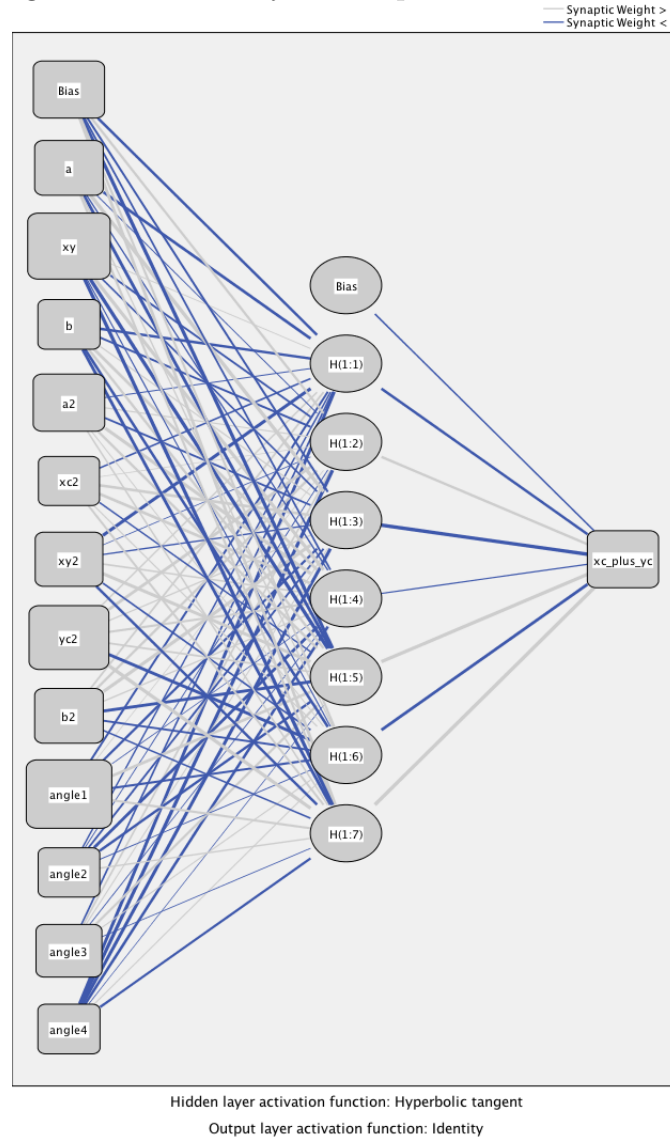 Synaptic Weight >
Synaptic Weight <
Bias
a
xy
b
a2
xc2
xy2
yc2
b2
angle1
angle2
angle3
angle4
Bias
H(1:1)
H(1:2)
H(1:3)
H(1:4)
H(1:5)
H(1:6)
H(1:7)
xc_plus_yc
Hidden layer activation function: Hyperbolic tangent
Output layer activation function: Identity